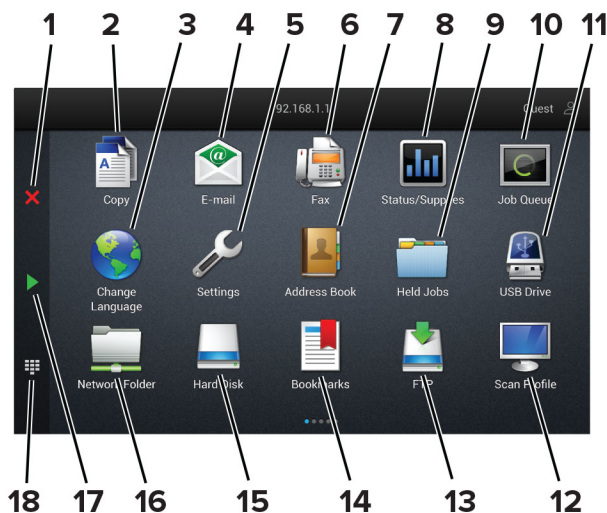 1 2 3 4 5 6 7 8 9 10 11
92.168.1.1
Guest
A
@
Copy E-mail Fax Status/Supplies Job Queue
Change Language Settings Address Book Held Jobs USB Drive
Network Folder Hard Disk Bookmarks FTP Scan Profile
18 17 16 15 14 13 12